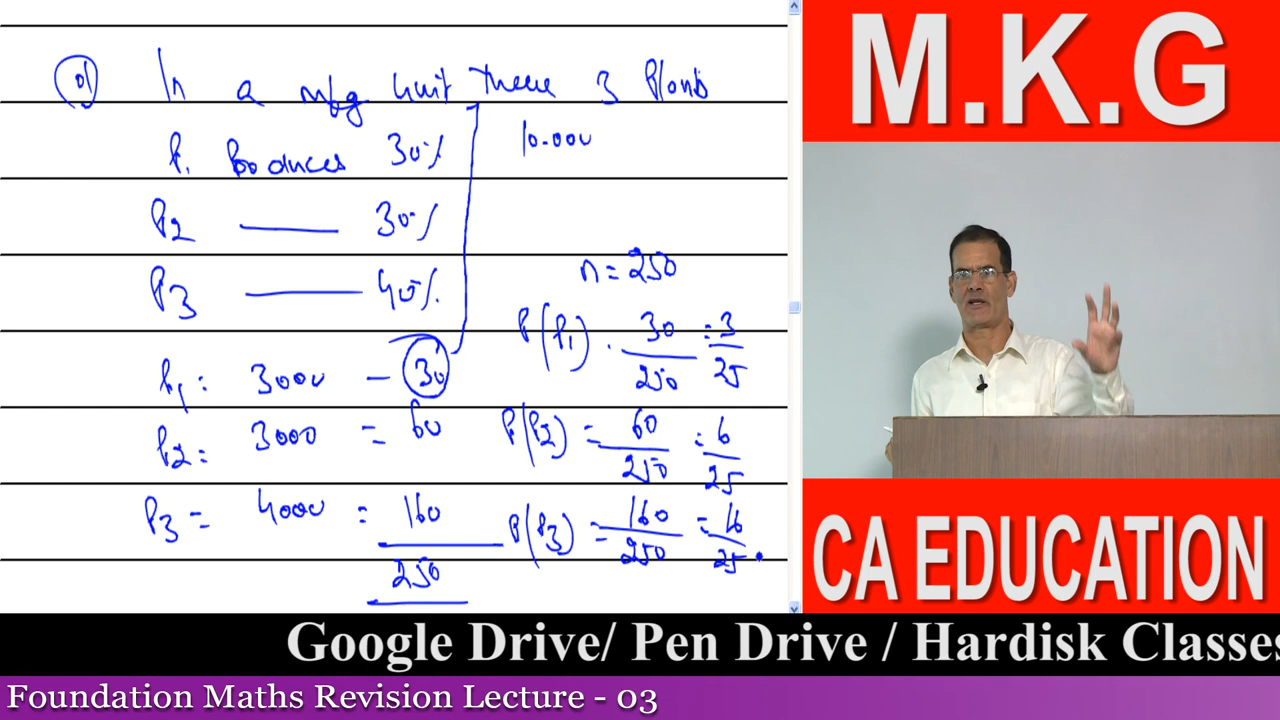 Q In a mfg unit there 3 Plants
P1 Produces 30%
10.000
P2 —— 30%
P3 —— 40%
n = 250
P1 : 3000 – 30
P(P1) . 30/250 = 3/25
P2 : 3000 = 60
P(P2) = 60/250 = 6/25
P3 = 4000 = 160
P(P3) = 160/250 = 16/25
250
M.K.G
CA EDUCATION
Google Drive/ Pen Drive / Hardisk Classes
Foundation Maths Revision Lecture - 03